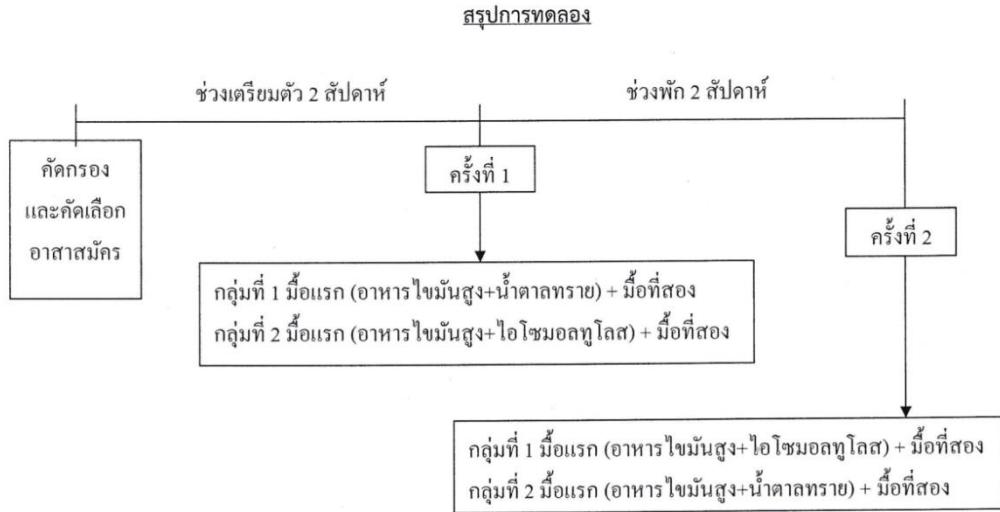 สรุปการทดลอง
ช่วงเตรียมตัว 2 สัปดาห์
ช่วงพัก 2 สัปดาห์
คัดกรอง
และคัดเลือก
อาสาสมัคร
ครั้งที่ 1
ครั้งที่ 2
กลุ่มที่ 1 มื้อแรก (อาหารไขมันสูง+น้ำตาลทราย) + มื้อที่สอง
กลุ่มที่ 2 มื้อแรก (อาหารไขมันสูง+ไอโซมอลทูโลส) + มื้อที่สอง
กลุ่มที่ 1 มื้อแรก (อาหารไขมันสูง+ไอโซมอลทูโลส) + มื้อที่สอง
กลุ่มที่ 2 มื้อแรก (อาหารไขมันสูง+น้ำตาลทราย) + มื้อที่สอง